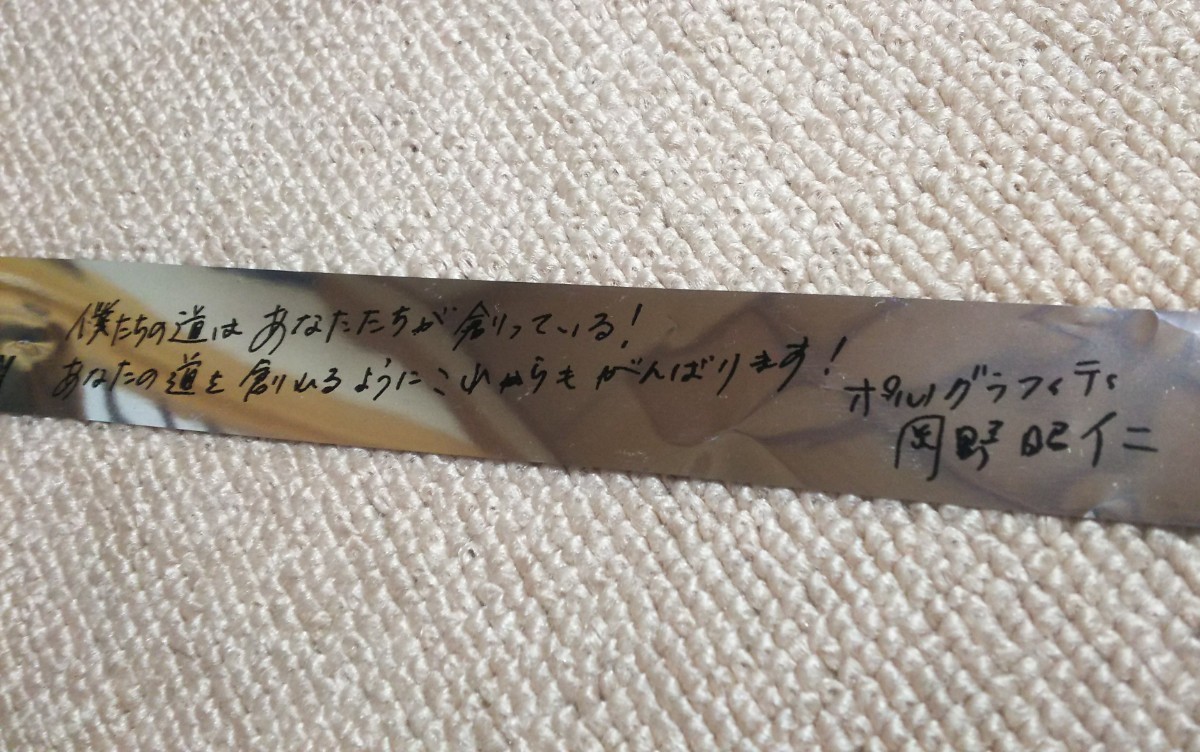 僕たちの道は あなたたちが 創っている!
あなたの道を 創れるように これからも がんばります!
ポルノグラフィティ
岡野昭仁